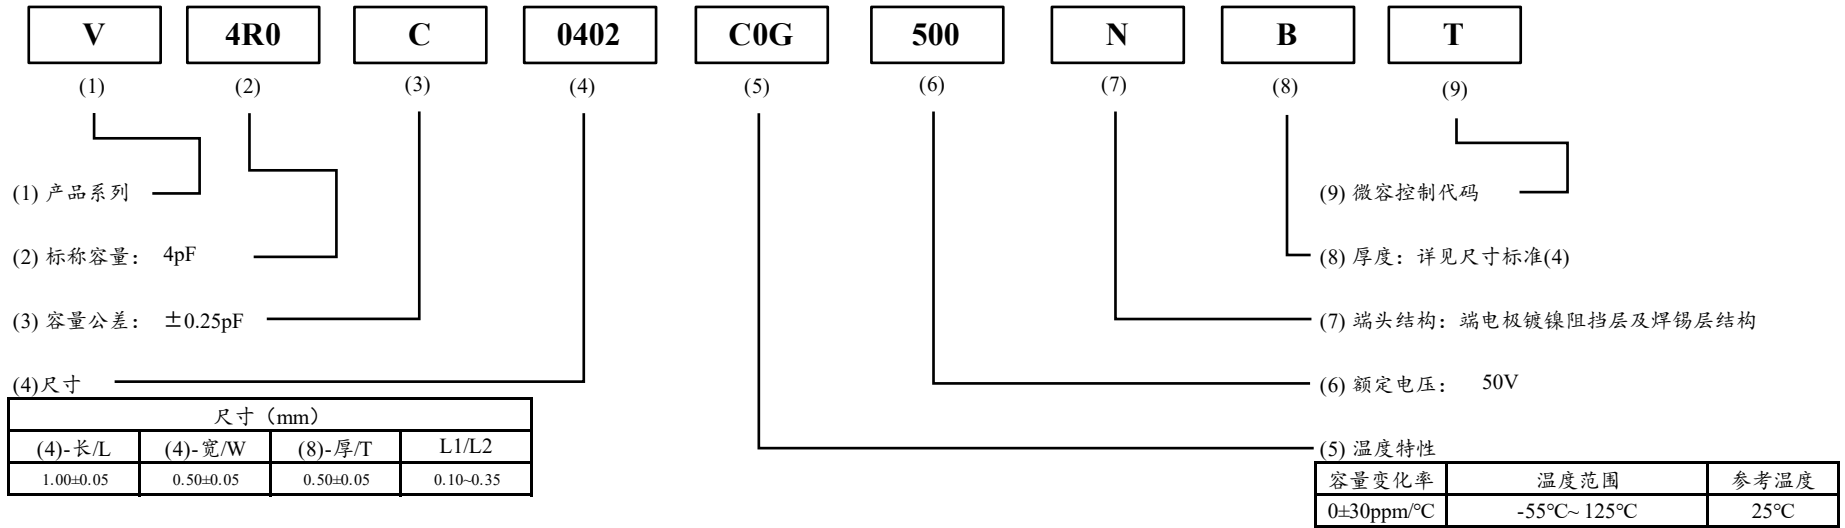 V 4R0 C 0402 C0G 500 N B T
(1) (2) (3) (4) (5) (6) (7) (8) (9)
(1) 产品系列
(9) 微容控制代码
(2) 标称容量： 4pF
(8) 厚度：详见尺寸标准(4)
(3) 容量公差： ±0.25pF
(7) 端头结构：端电极镀镍阻挡层及焊锡层结构
(4)尺寸
(6) 额定电压： 50V
尺寸（mm）
(4)-长/L (4)-宽/W (8)-厚/T L1/L2
1.00±0.05 0.50±0.05 0.50±0.05 0.10~0.35
(5) 温度特性
容量变化率 温度范围 参考温度
0±30ppm/°C -55°C~ 125°C 25°C